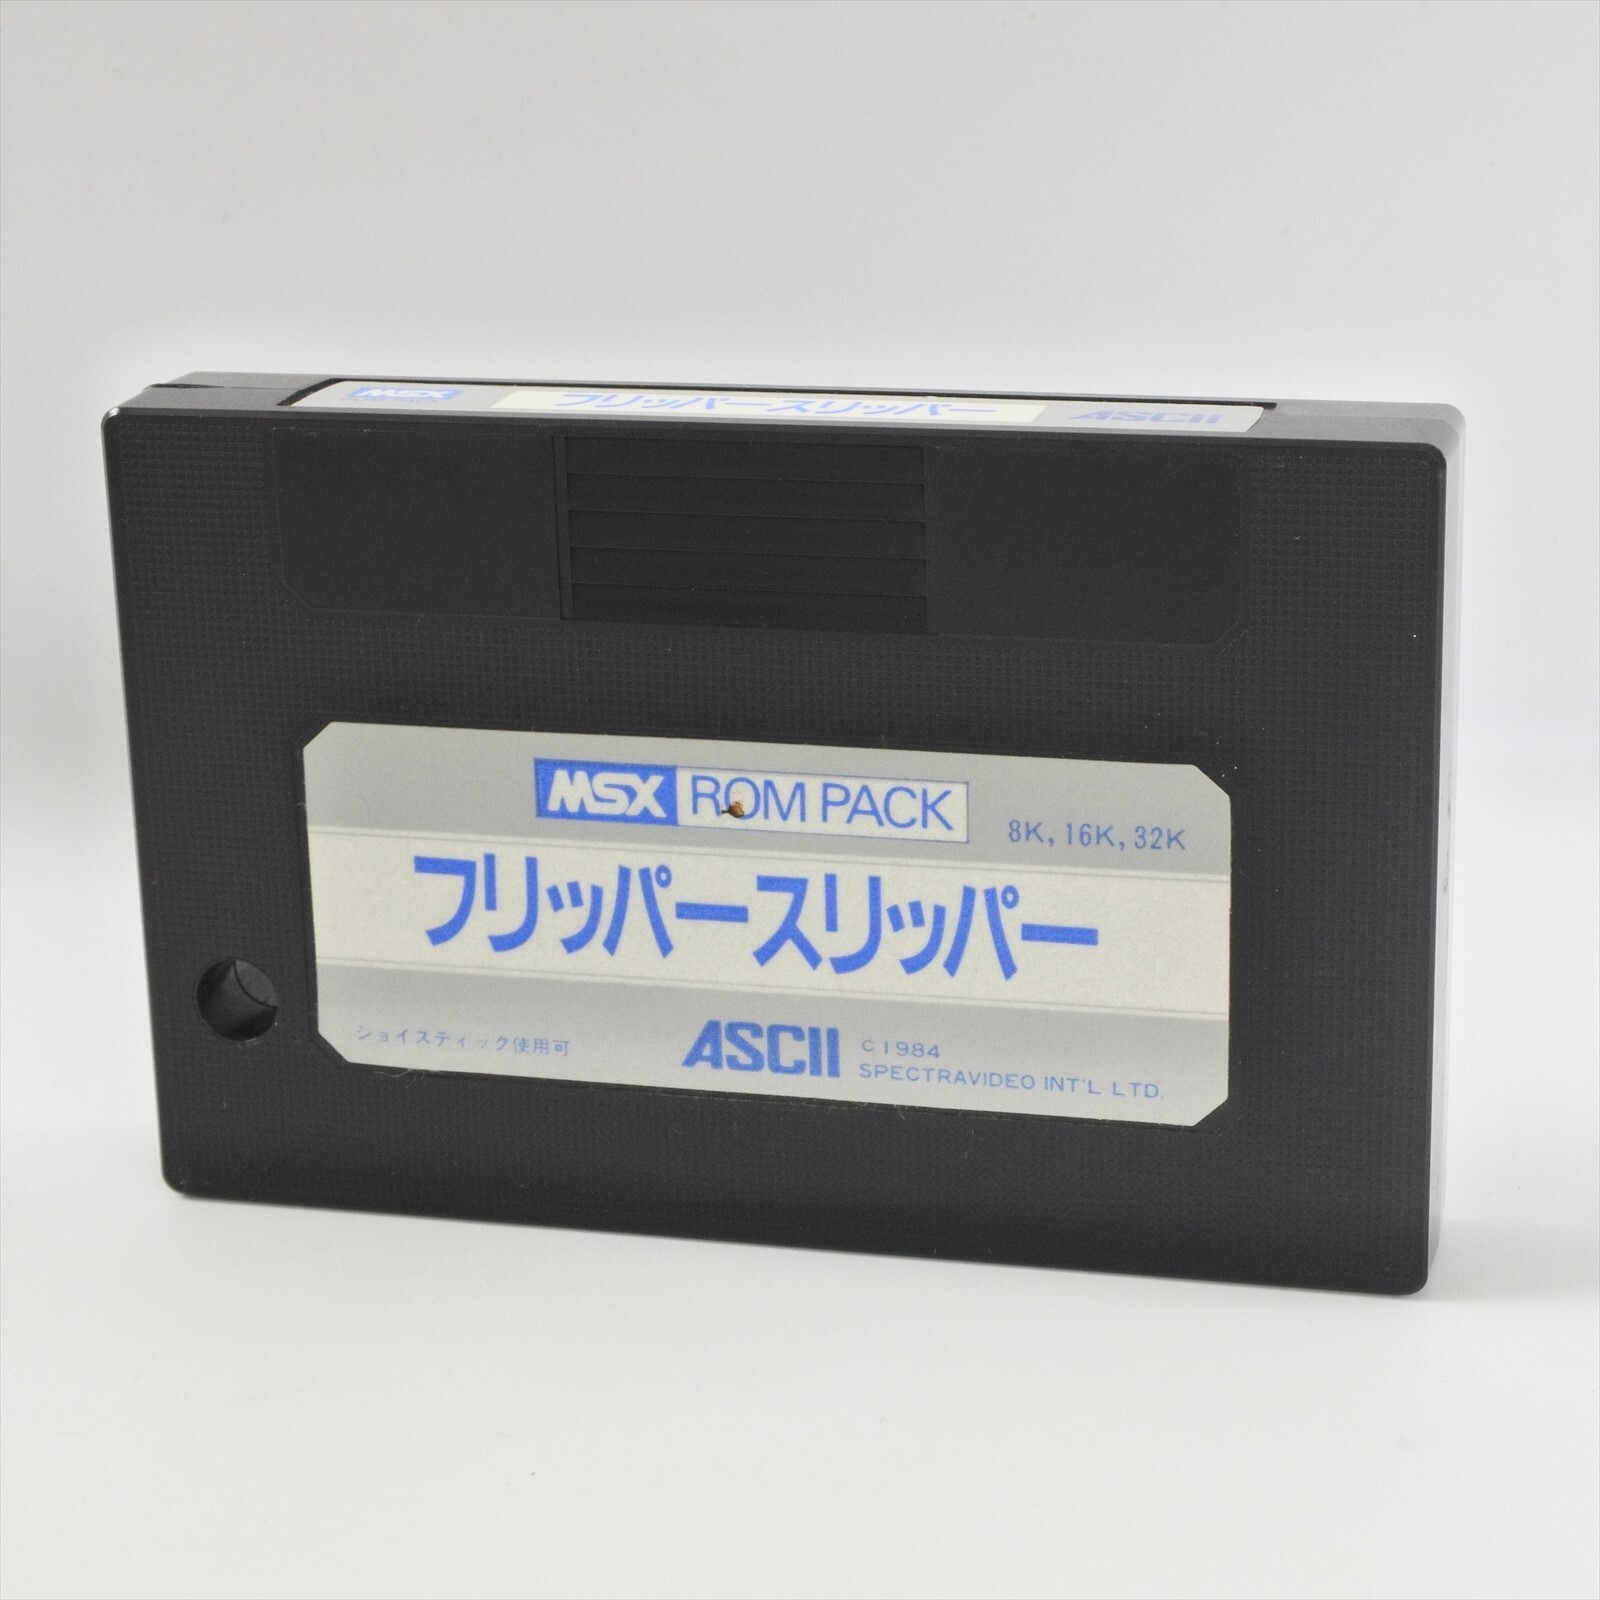 MSX フリッパースリッパー ASCII
MSX ROM PACK
8K, 16K, 32K
フリッパースリッパー
ジョイスティック使用可
ASCII
C 1984
SPECTRAVIDEO INT'L LTD.